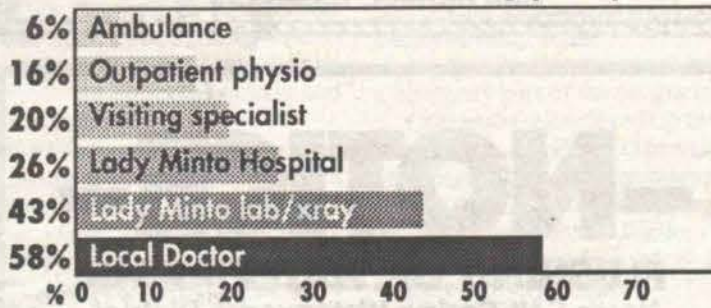 6% Ambulance
16% Outpatient physio
20% Visiting specialist
26% Lady Minto Hospital
43% Lady Minto lab/xray
58% Local Doctor
% 0 10 20 30 40 50 60 70